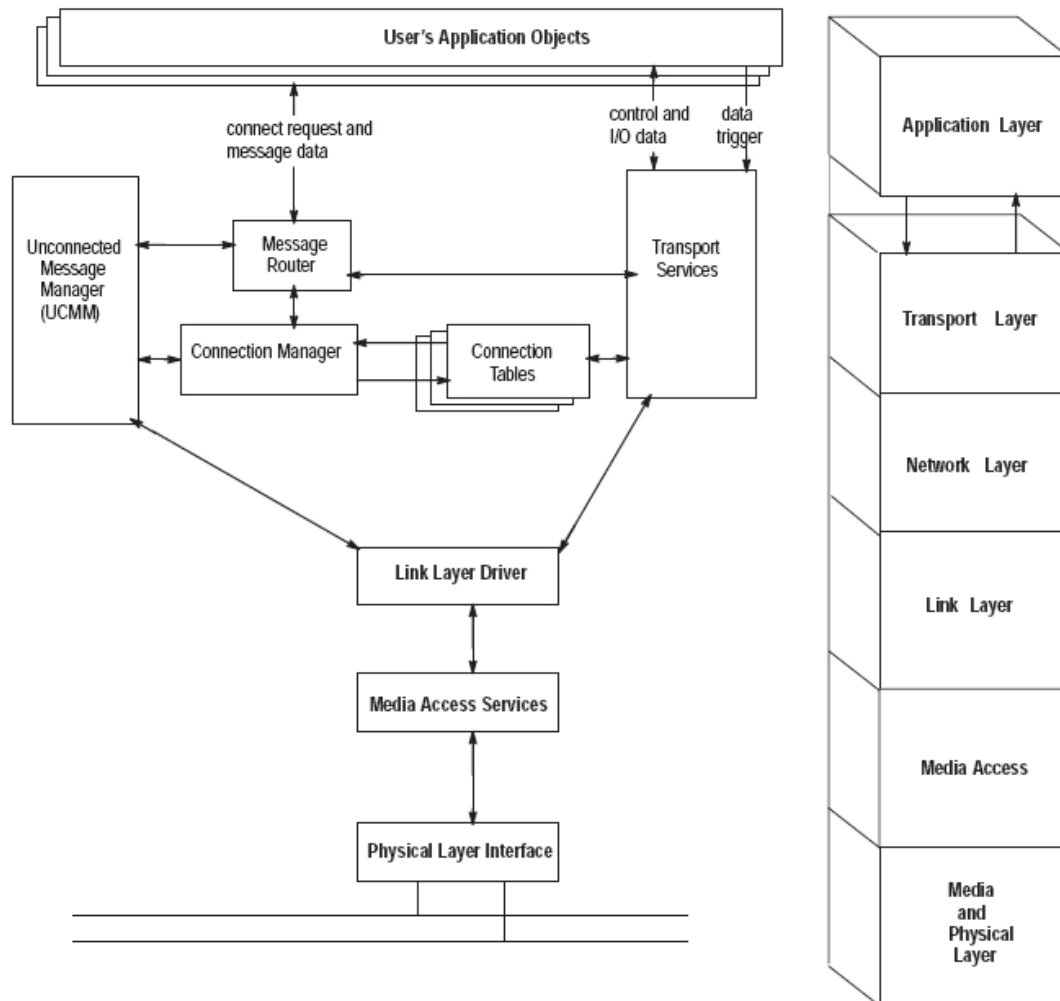 User's Application Objects
connect request and
message data
control and
I/O data
data
trigger
Unconnected
Message
Manager
(UCMM)
Message
Router
Transport
Services
Connection Manager
Connection
Tables
Link Layer Driver
Media Access Services
Physical Layer Interface
Application Layer
Transport Layer
Network Layer
Link Layer
Media Access
Media
and
Physical
Layer